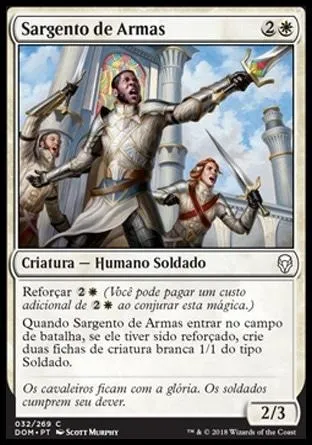 Sargento de Armas 2
Criatura — Humano Soldado
Reforçar 2 (Você pode pagar um custo
adicional de 2 ao conjurar esta mágica.)
Quando Sargento de Armas entrar no campo
de batalha, se ele tiver sido reforçado, crie
duas fichas de criatura branca 1/1 do tipo
Soldado.
Os cavaleiros ficam com a glória. Os soldados
cumprem seu dever.
2/3
032/269 C
DOM • PT SCOTT MURPHY
™ & © 2018 Wizards of the Coast